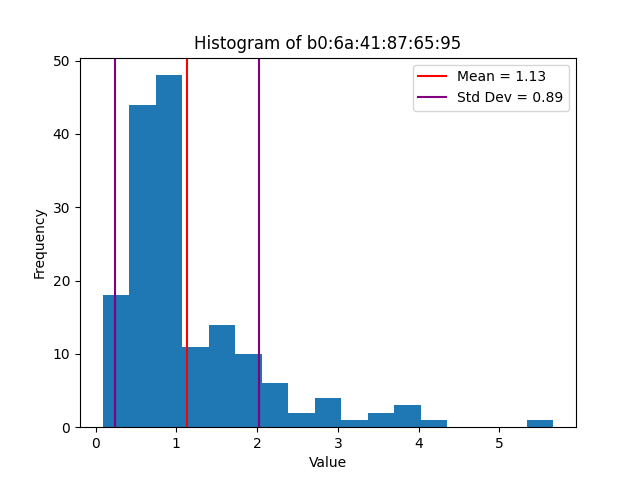 Histogram of b0:6a:41:87:65:95
Mean = 1.13
Std Dev = 0.89
50
40
30
20
10
0
Frequency
0 1 2 3 4 5
Value